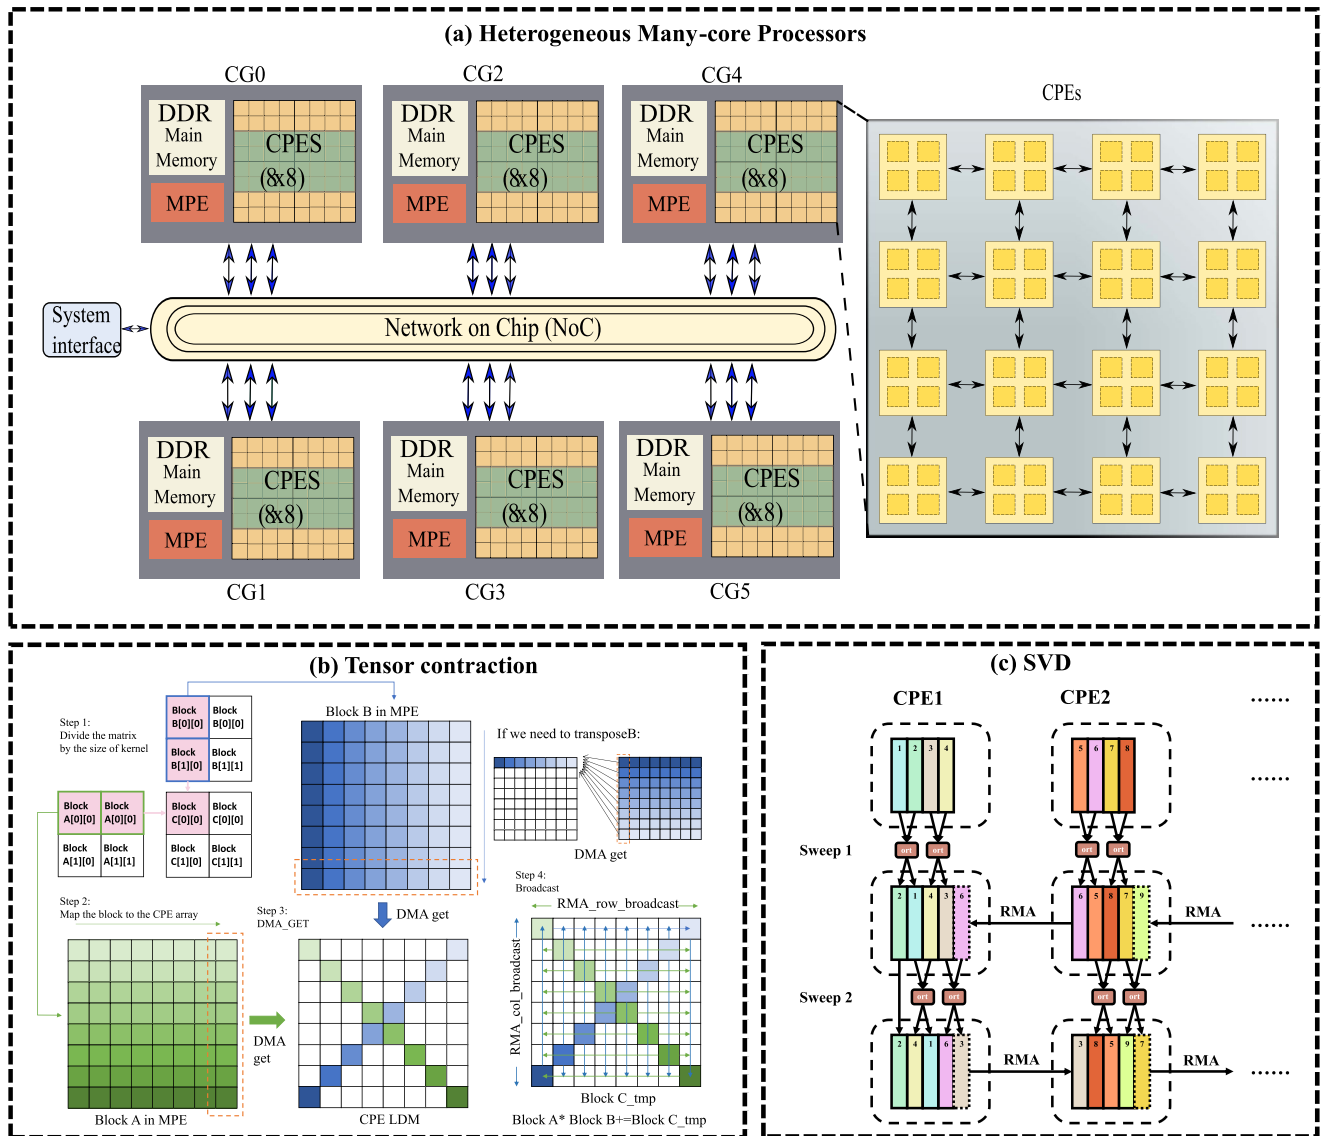 (a) Heterogeneous Many-core Processors
CG0
CG2
CG4
CPEs
DDR
Main
Memory
MPE
CPES
(8x8)
DDR
Main
Memory
MPE
CPES
(8x8)
DDR
Main
Memory
MPE
CPES
(8x8)
System
interface
Network on Chip (NoC)
DDR
Main
Memory
MPE
CPES
(8x8)
DDR
Main
Memory
MPE
CPES
(8x8)
DDR
Main
Memory
MPE
CPES
(8x8)
CG1
CG3
CG5
(b) Tensor contraction
Step 1:
Divide the matrix
by the size of kernel
Block
B[0][0]
Block
B[0][0]
Block
B[1][0]
Block
B[1][1]
Block
A[0][0]
Block
A[0][0]
Block
A[1][0]
Block
A[1][1]
Block
C[0][0]
Block
C[0][0]
Block
C[1][0]
Block
C[1][1]
Block B in MPE
If we need to transposeB:
DMA get
Step 2:
Map the block to the CPE array
Block A in MPE
Step 3:
DMA_GET
DMA get
DMA
get
CPE LDM
Step 4:
Broadcast
RMA_row_broadcast
RMA_col_broadcast
Block C_tmp
Block A* Block B+=Block C_tmp
(c) SVD
CPE1
CPE2
......
1 2 3 4
5 6 7 8
......
Sweep 1
ort ort
ort ort
2 1 4 3 6
RMA
6 5 8 7 9
RMA
......
Sweep 2
ort ort
ort ort
2 4 1 6 3
RMA
3 8 5 9 7
RMA
......